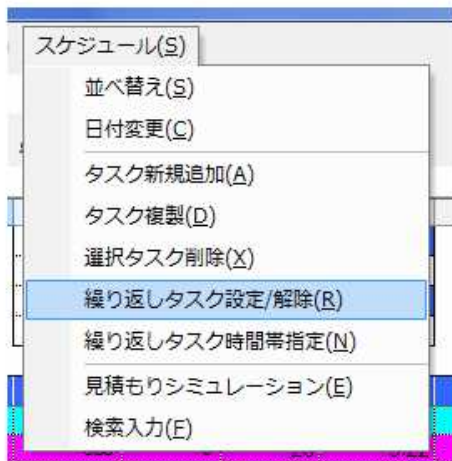 スケジュール(S)
並べ替え(S)
日付変更(C)
タスク新規追加(A)
タスク複製(D)
選択タスク削除(X)
繰り返しタスク設定/解除(R)
繰り返しタスク時間帯指定(N)
見積もりシミュレーション(E)
検索入力(F)